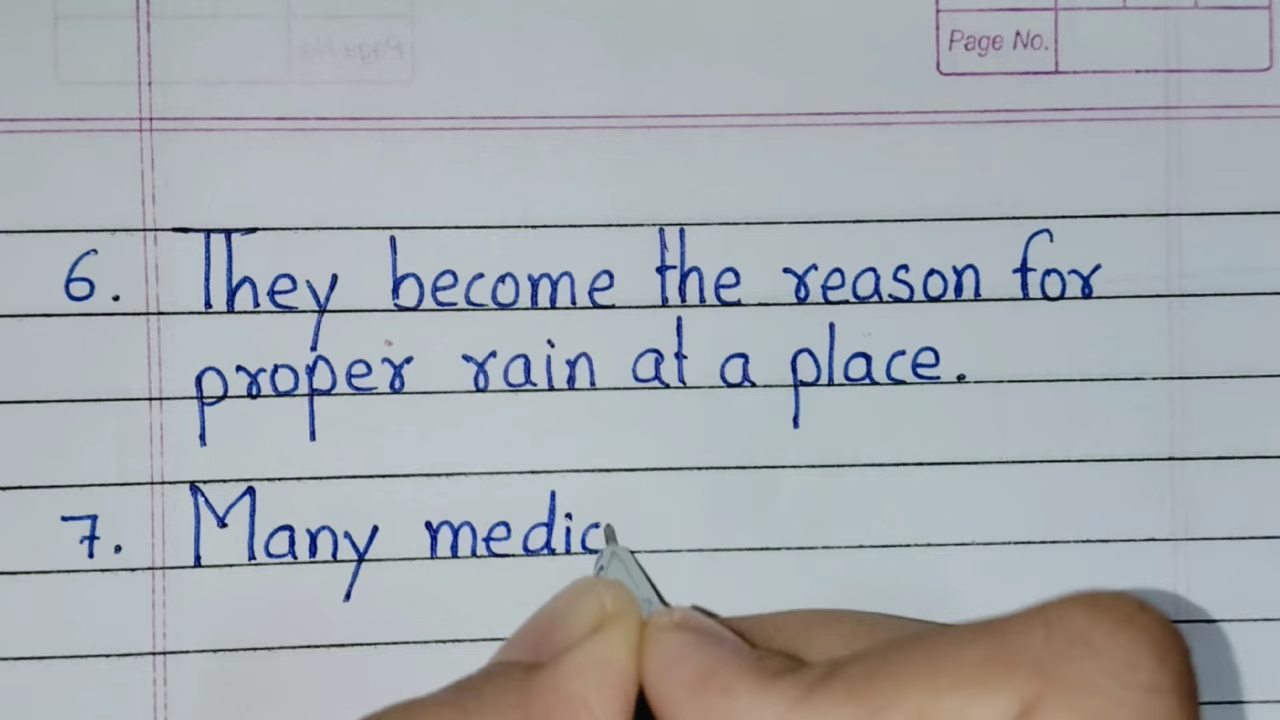 Page No.
6. They become the reason for
proper rain at a place.
7. Many medic